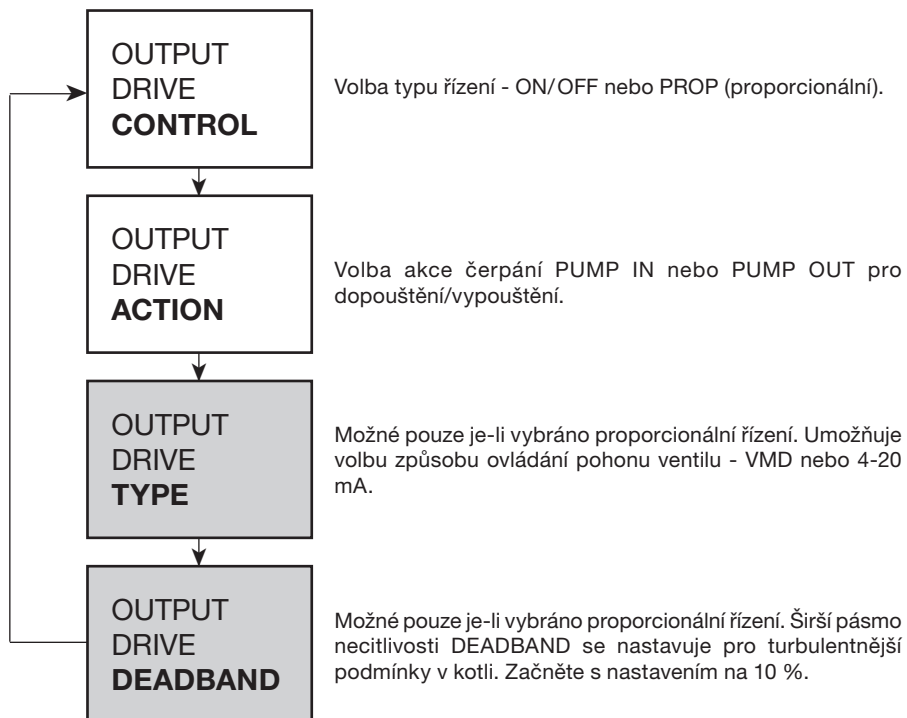 OUTPUT
DRIVE
CONTROL
Volba typu řízení - ON/OFF nebo PROP (proporcionální).
OUTPUT
DRIVE
ACTION
Volba akce čerpání PUMP IN nebo PUMP OUT pro
dopouštění/vypouštění.
OUTPUT
DRIVE
TYPE
Možné pouze je-li vybráno proporcionální řízení. Umožňuje
volbu způsobu ovládání pohonu ventilu - VMD nebo 4-20
mA.
OUTPUT
DRIVE
DEADBAND
Možné pouze je-li vybráno proporcionální řízení. Širší pásmo
necitlivosti DEADBAND se nastavuje pro turbulentnější
podmínky v kotli. Začněte s nastavením na 10 %.